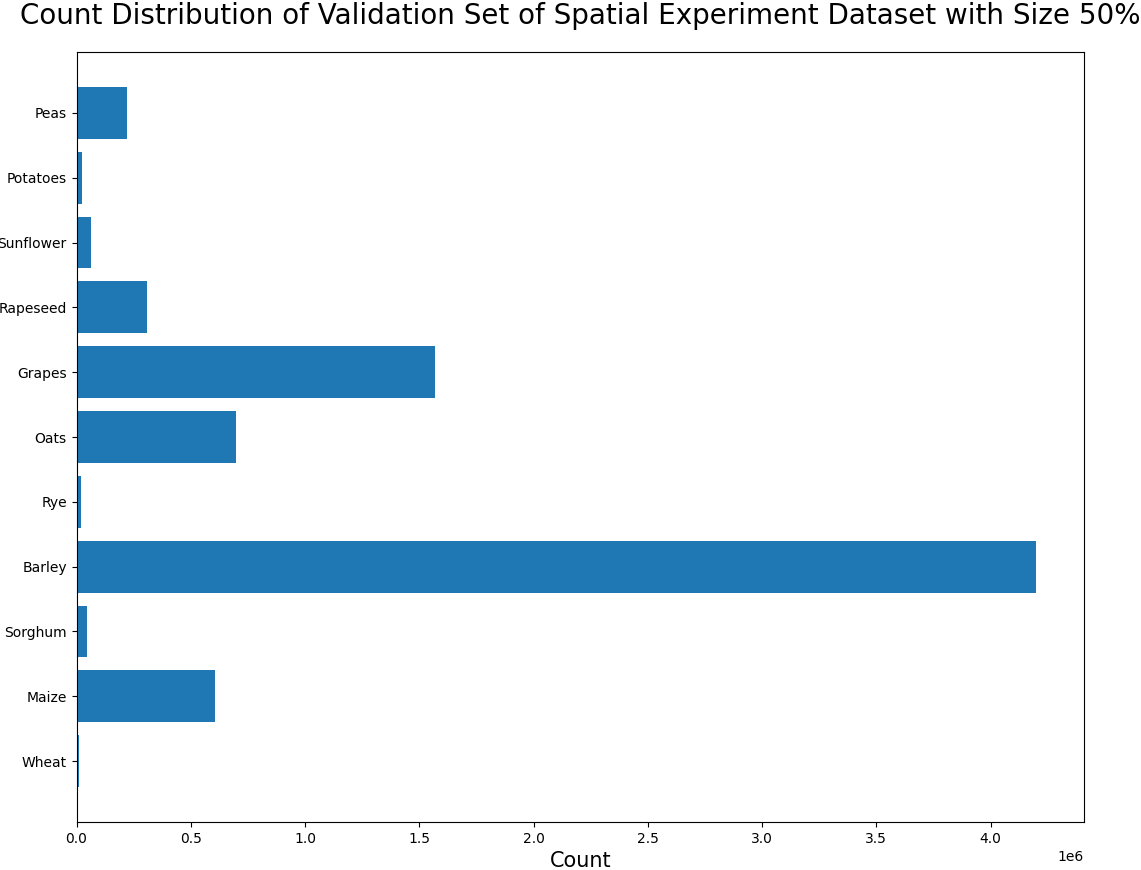 Count Distribution of Validation Set of Spatial Experiment Dataset with Size 50%
Peas
Potatoes
Sunflower
Rapeseed
Grapes
Oats
Rye
Barley
Sorghum
Maize
Wheat
0.0 0.5 1.0 1.5 2.0 2.5 3.0 3.5 4.0
1e6
Count